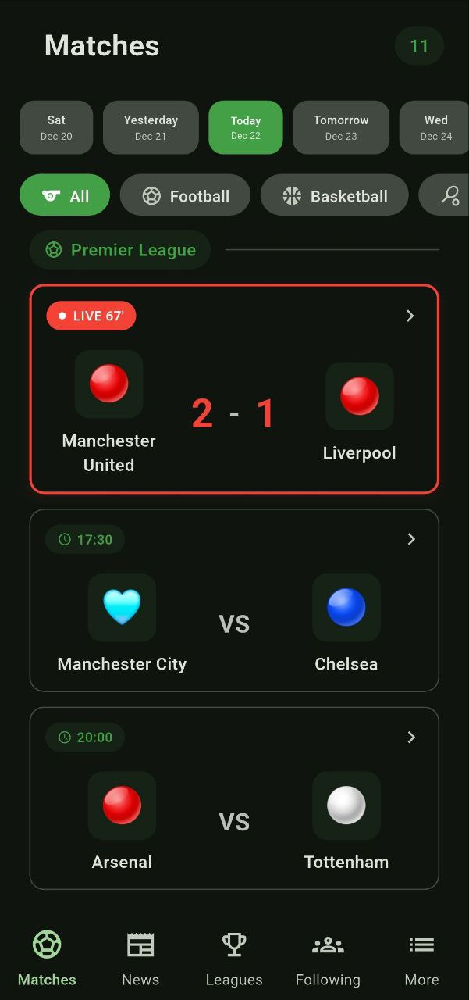 Matches
11
Sat
Dec 20
Yesterday
Dec 21
Today
Dec 22
Tomorrow
Dec 23
Wed
Dec 24
All
Football
Basketball
Premier League
LIVE 67'
Manchester
United
2 - 1
Liverpool
17:30
Manchester City
VS
Chelsea
20:00
Arsenal
VS
Tottenham
Matches
News
Leagues
Following
More